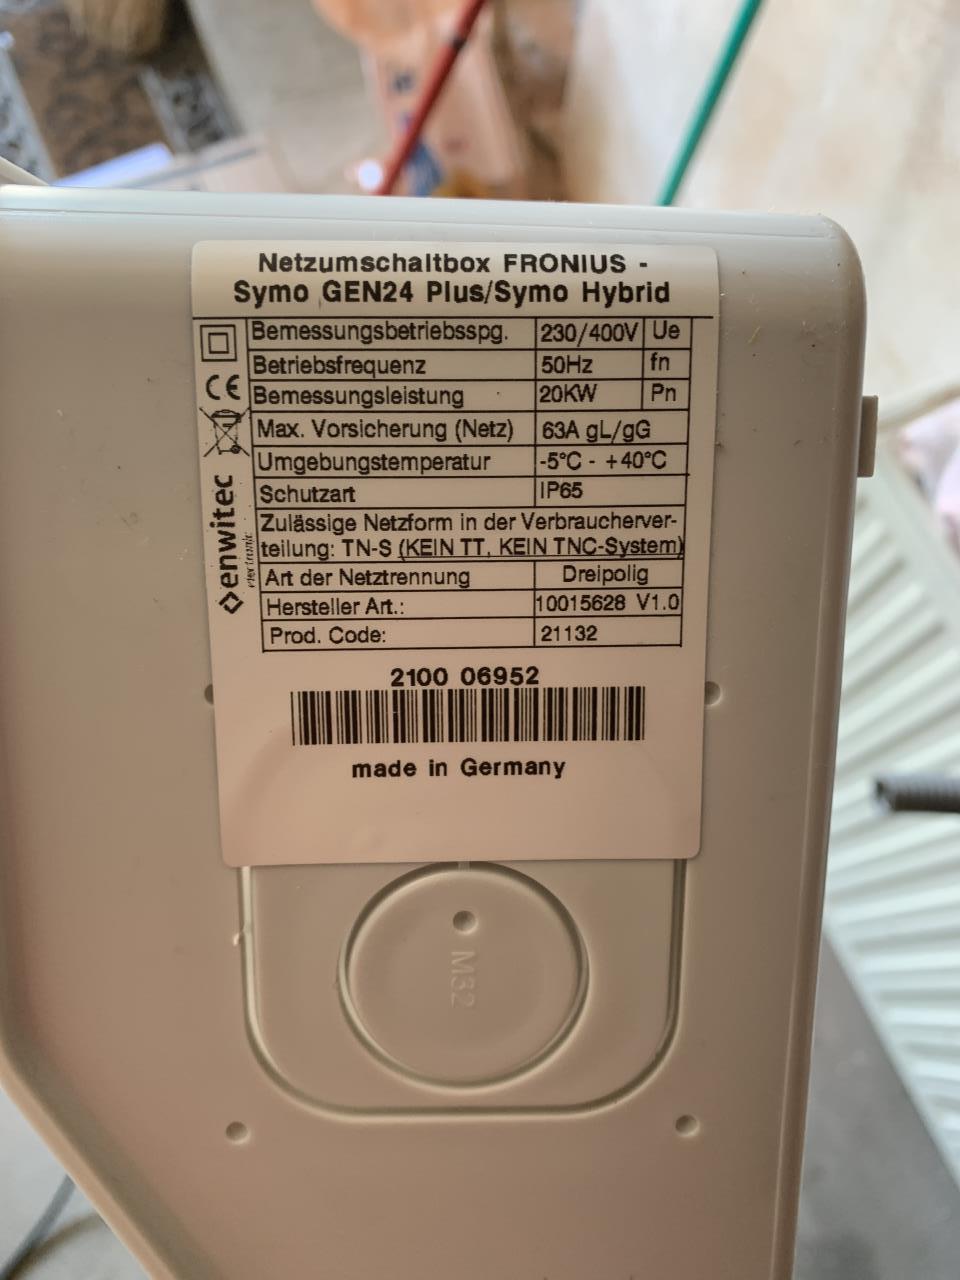 Netzumschaltbox FRONIUS -
Symo GEN24 Plus/Symo Hybrid
Bemessungsbetriebsspg. 230/400V Ue
Betriebsfrequenz 50Hz fn
Bemessungsleistung 20KW Pn
Max. Vorsicherung (Netz) 63A gL/gG
Umgebungstemperatur -5°C - +40°C
Schutzart IP65
Zulässige Netzform in der Verbraucherver-
teilung: TN-S (KEIN TT, KEIN TNC-System)
Art der Netztrennung Dreipolig
Hersteller Art.: 10015628 V1.0
Prod. Code: 21132
CE
enwitec
electronic
2100 06952
made in Germany
M32